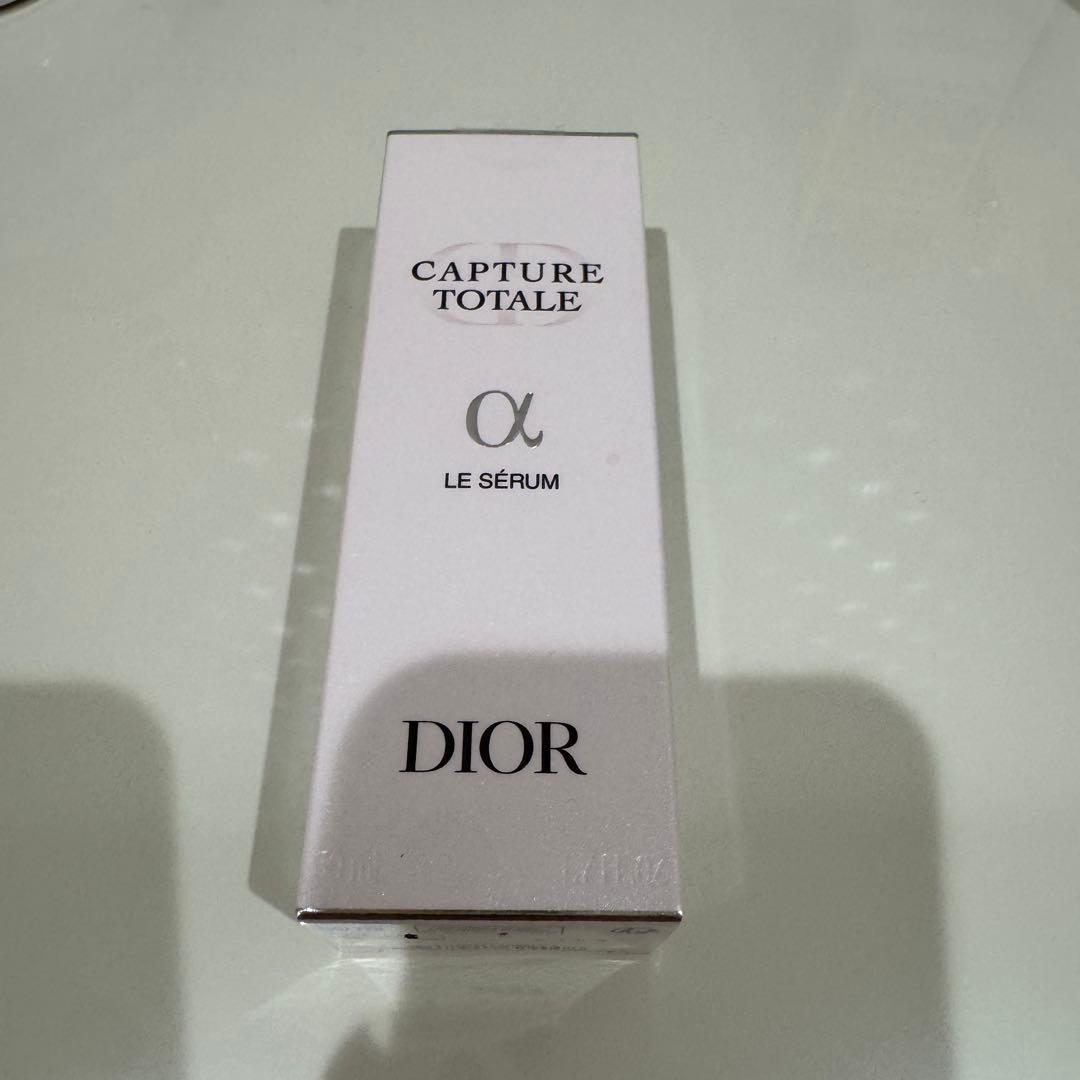 CAPTURE
TOTALE
α
LE SÉRUM
DIOR